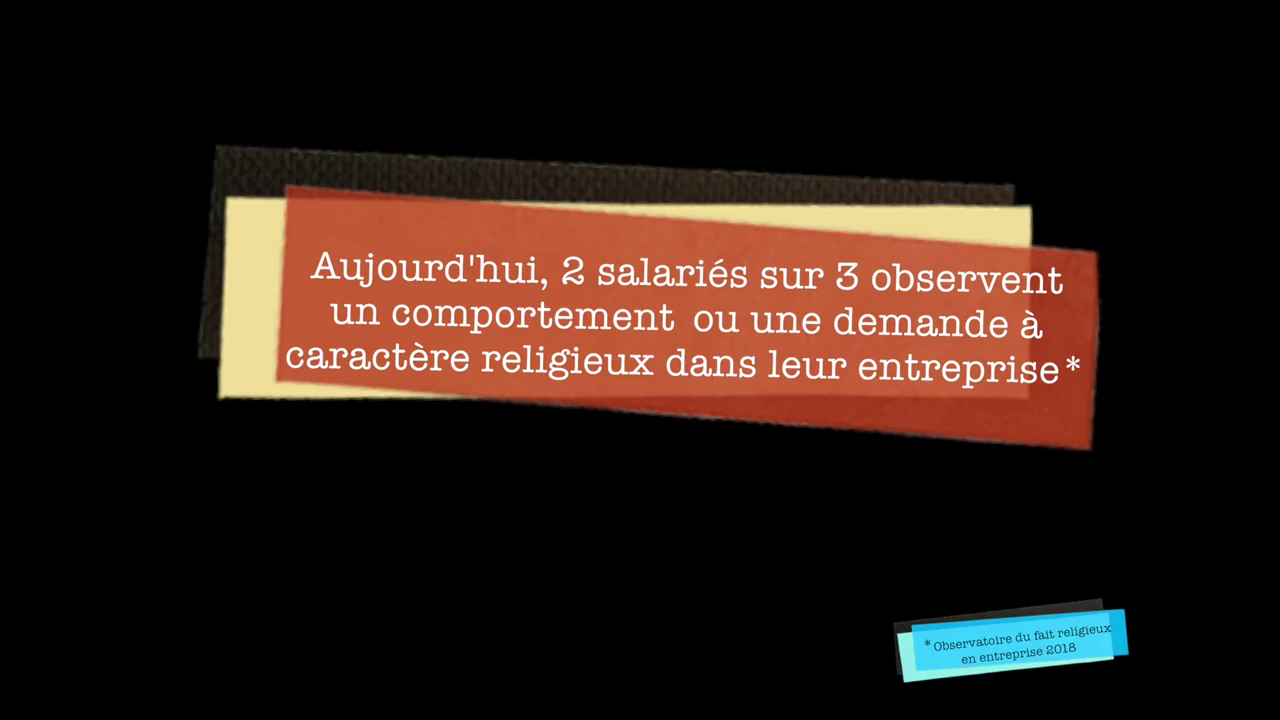 Aujourd'hui, 2 salariés sur 3 observent
un comportement ou une demande à
caractère religieux dans leur entreprise*
* Observatoire du fait religieux
en entreprise 2018